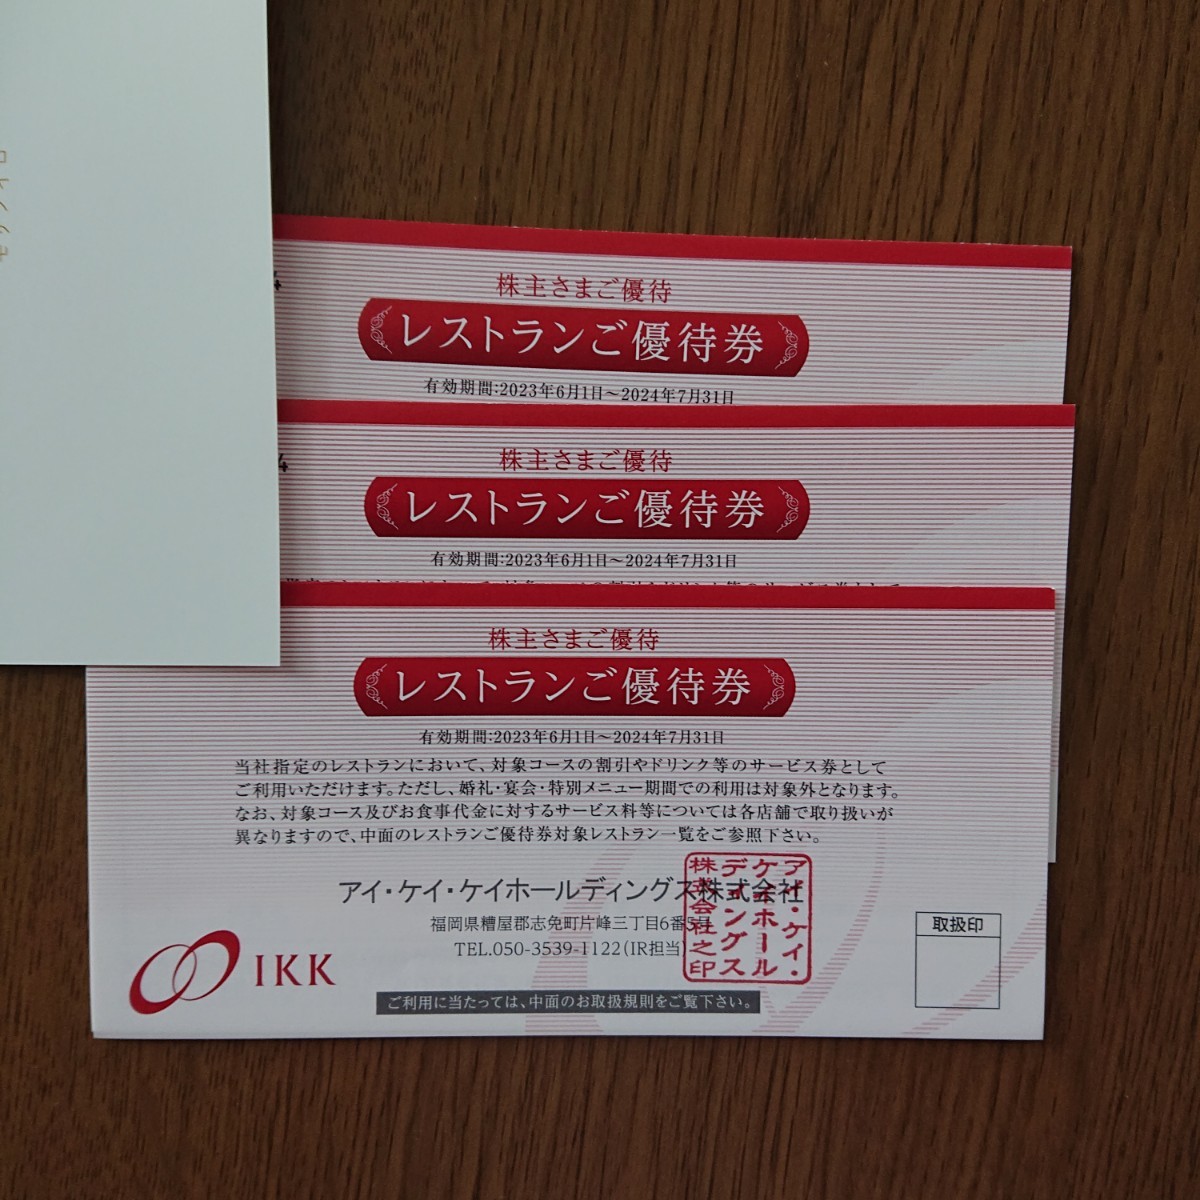 モリノイロ
4
株主さまご優待
レストランご優待券
有効期間:2023年6月1日〜2024年7月31日
4
株主さまご優待
レストランご優待券
有効期間:2023年6月1日〜2024年7月31日
株主さまご優待
レストランご優待券
有効期間:2023年6月1日〜2024年7月31日
当社指定のレストランにおいて、対象コースの割引やドリンク等のサービス券として
ご利用いただけます。ただし、婚礼・宴会・特別メニュー期間での利用は対象外となります。
なお、対象コース及びお食事代金に対するサービス料等については各店舗で取り扱いが
異なりますので、中面のレストランご優待券対象レストラン一覧をご参照下さい。
アイ・ケイ・ケイホールディングス株式会社
福岡県糟屋郡志免町片峰三丁目6番5号
TEL.050-3539-1122(IR担当)
アイ・ケイ・
ケイホール
ディングス
株式会社之印
取扱印
IKK
ご利用に当たっては、中面のお取扱規則をご覧下さい。